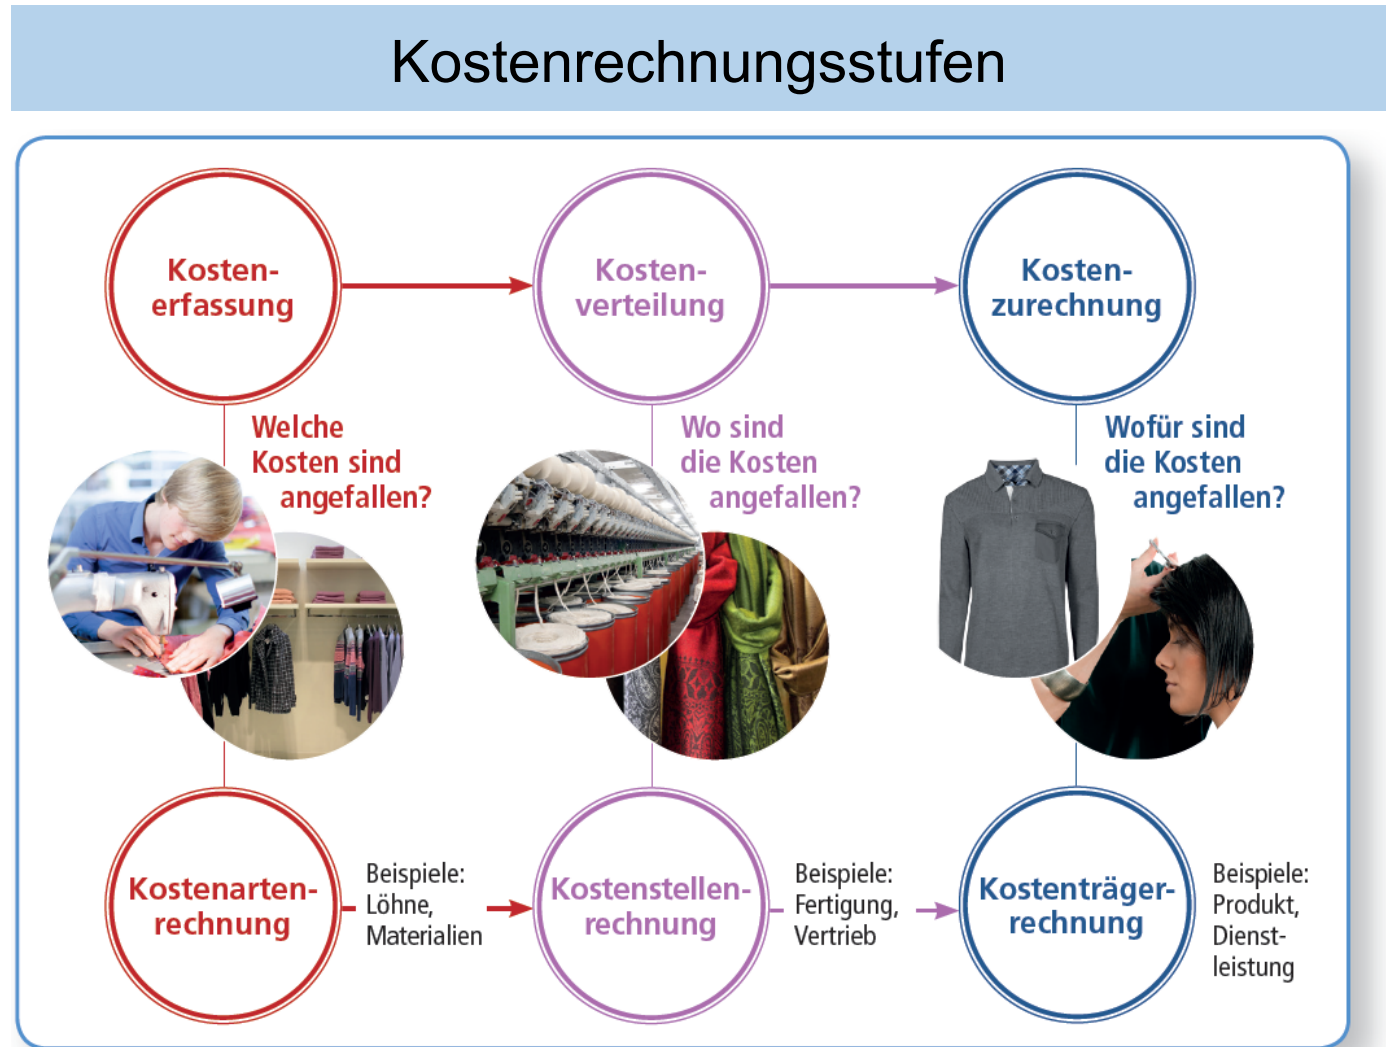 Kostenrechnungsstufen
Kosten-
erfassung
Kosten-
verteilung
Kosten-
zurechnung
Welche
Kosten sind
angefallen?
Wo sind
die Kosten
angefallen?
Wofür sind
die Kosten
angefallen?
Kostenarten-
rechnung
Beispiele:
Löhne,
Materialien
Kostenstellen-
rechnung
Beispiele:
Fertigung,
Vertrieb
Kostenträger-
rechnung
Beispiele:
Produkt,
Dienst-
leistung